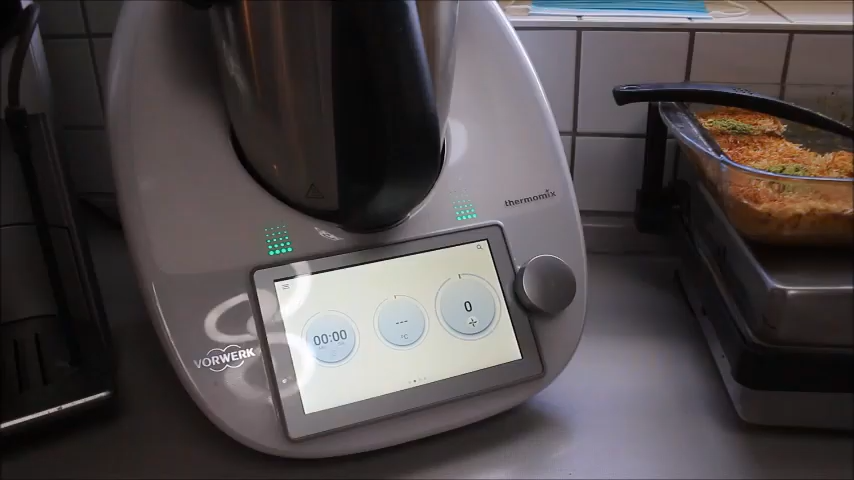 thermomix
00:00
---
°C
0
VORWERK